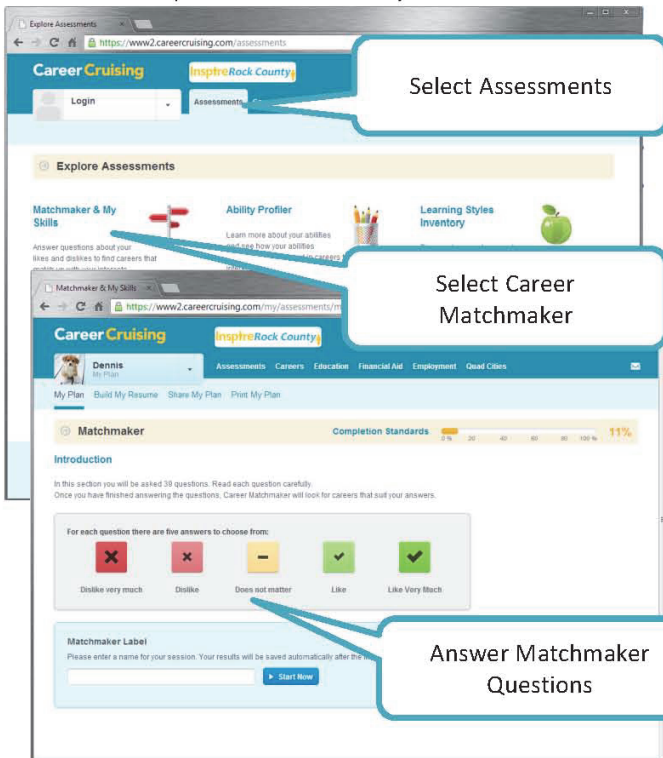 Explore Assessments
https://www2.careercruising.com/assessments
Career Cruising
InspireRock County
Login
Assessments
Select Assessments
Explore Assessments
Matchmaker & My
Skills
Answer questions about your
likes and dislikes to find careers that
Ability Profiler
Learn more about your abilities
and see how your abilities
Learning Styles
Inventory
Select Career
Matchmaker
Matchmaker & My Skills
https://www2.careercruising.com/my/assessments/m
Career Cruising
InspireRock County
Dennis
My Plan
Assessments Careers Education Financial Aid Employment Quad Cities
My Plan Build My Resume Share My Plan Print My Plan
Matchmaker
Completion Standards
0 % 20 40 60 80 100 %
11%
Introduction
In this section you will be asked 39 questions. Read each question carefully.
Once you have finished answering the questions, Career Matchmaker will look for careers that suit your answers.
For each question there are five answers to choose from:
Dislike very much Dislike Does not matter Like Like Very Much
Matchmaker Label
Please enter a name for your session. Your results will be saved automatically after the
Start Now
Answer Matchmaker
Questions